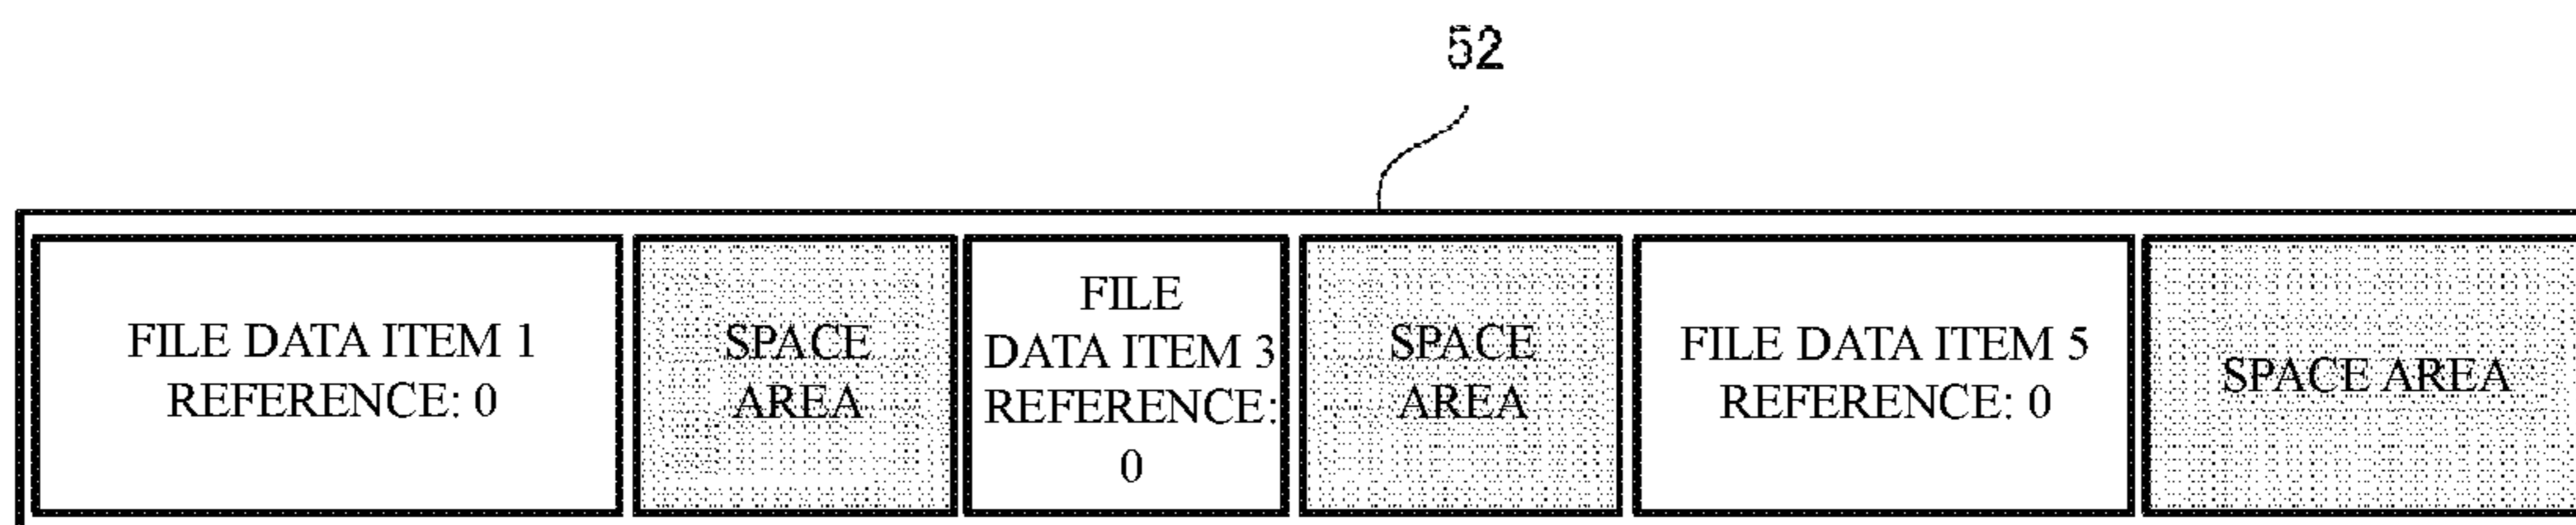 52
FILE DATA ITEM 1
REFERENCE: 0
SPACE
AREA
FILE
DATA ITEM 3
REFERENCE:
0
SPACE
AREA
FILE DATA ITEM 5
REFERENCE: 0
SPACE AREA